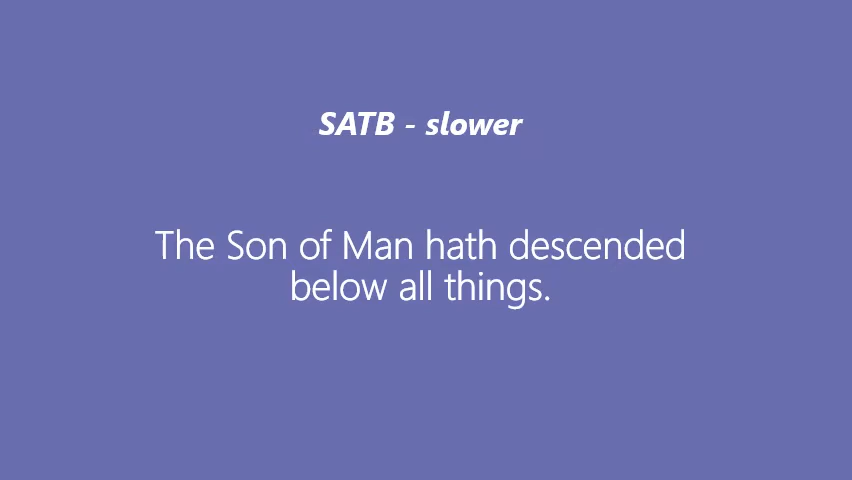 SATB - slower
The Son of Man hath descended
below all things.